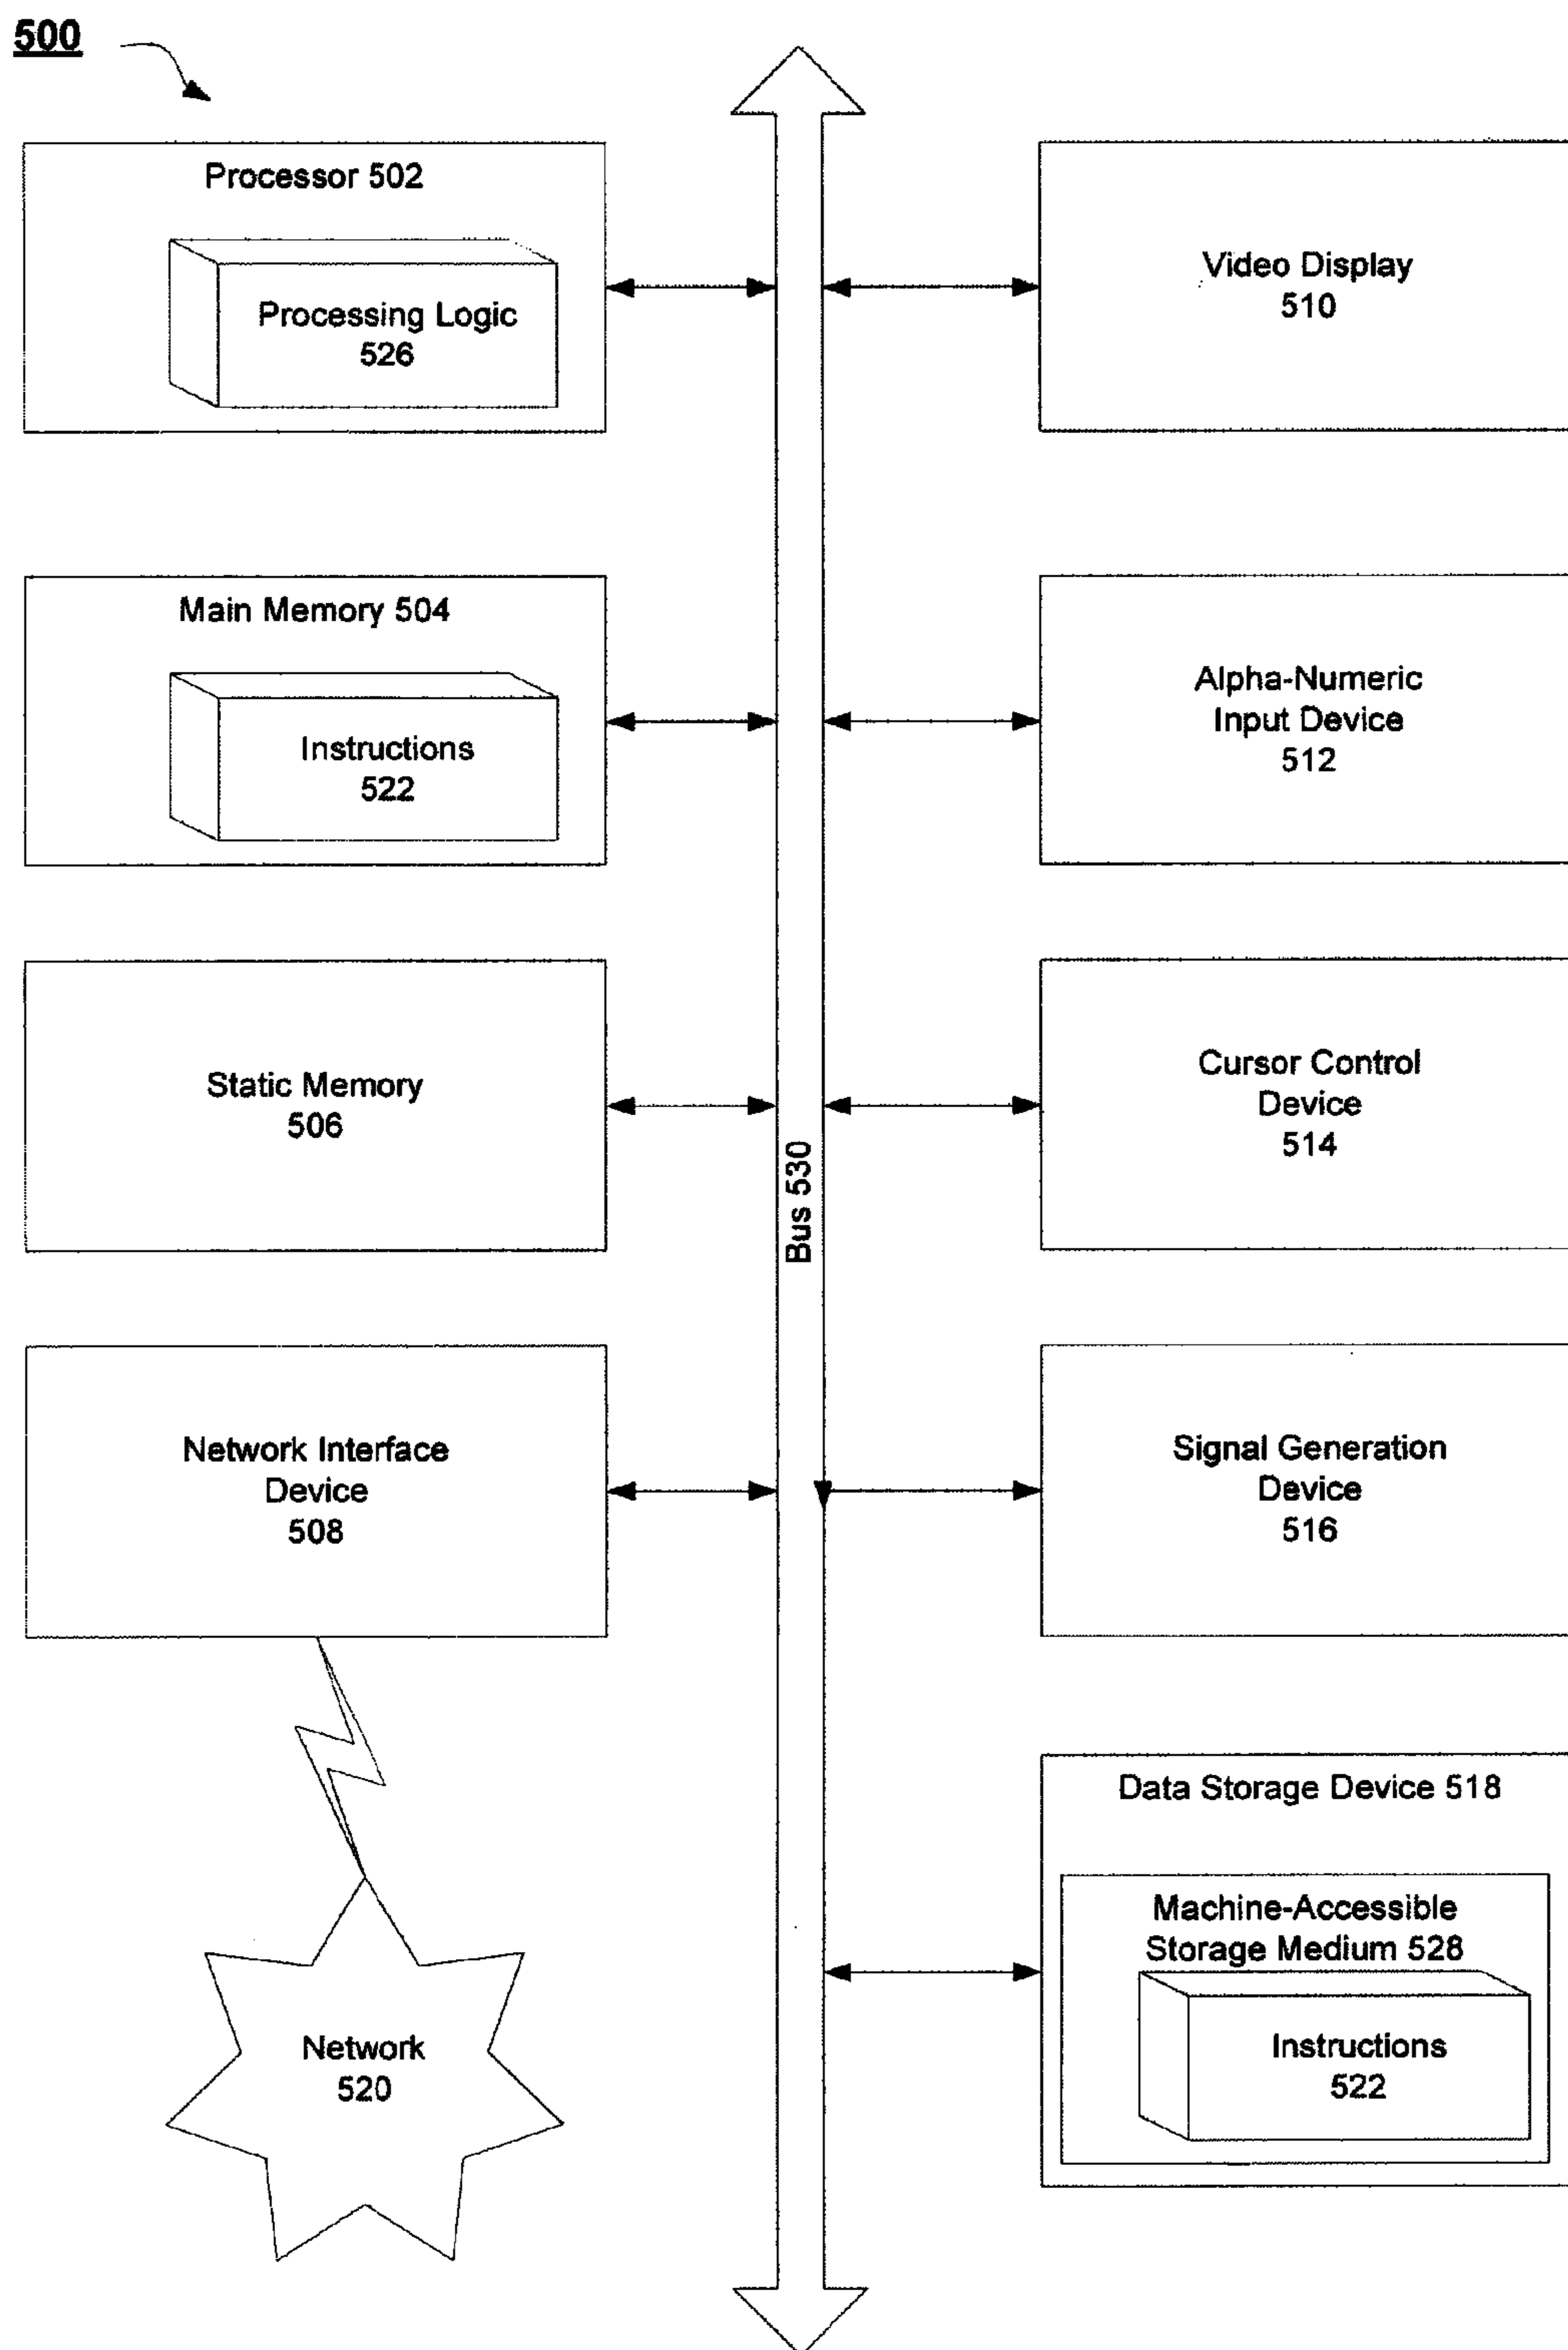 500
Processor 502
Processing Logic
526
Video Display
510
Main Memory 504
Instructions
522
Alpha-Numeric
Input Device
512
Static Memory
506
Cursor Control
Device
514
Bus 530
Network Interface
Device
508
Signal Generation
Device
516
Data Storage Device 518
Machine-Accessible
Storage Medium 528
Instructions
522
Network
520